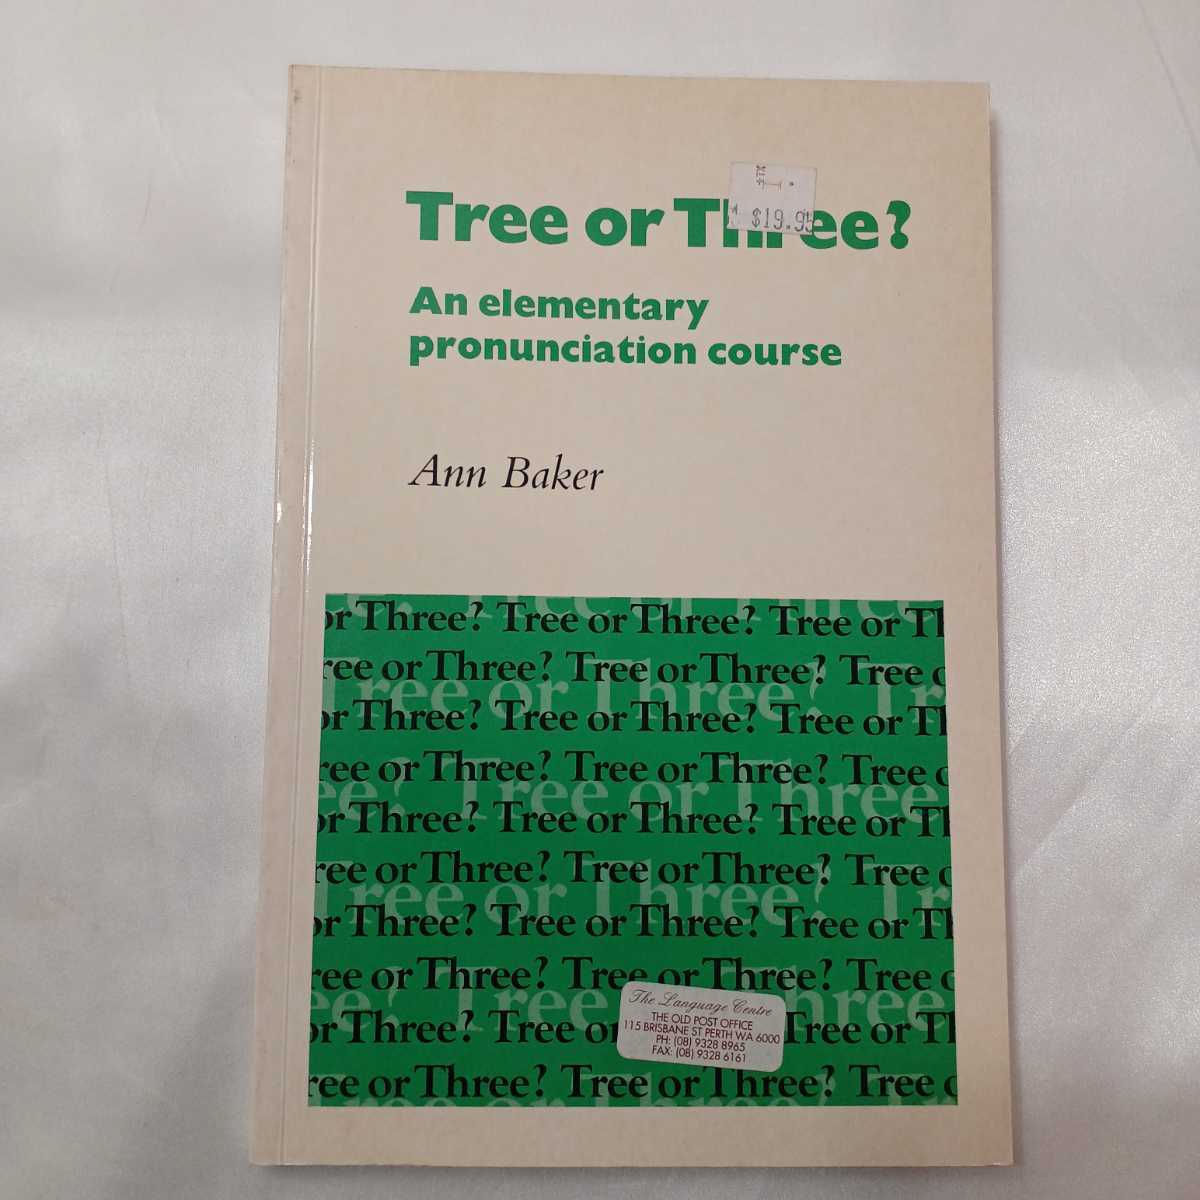 Tree or Three?
$19.95
An elementary
pronunciation course
Ann Baker
or Three? Tree or Three? Tree or Th
ree or Three? Tree or Three? Tree o
or Three? Tree or Three? Tree or Th
ree or Three? Tree or Three? Tree o
or Three? Tree or Three? Tree or Th
ree or Three? Tree or Three? Tree o
or Three? Tree or Three? Tree or Th
ree or Three? Tree or Three? Tree o
or Three? Tree or Tree or Th
ree or Three? Tree or Three? Tree o
The Language Centre
THE OLD POST OFFICE
115 BRISBANE ST PERTH WA 6000
PH: (08) 9328 8965
FAX: (08) 9328 6161